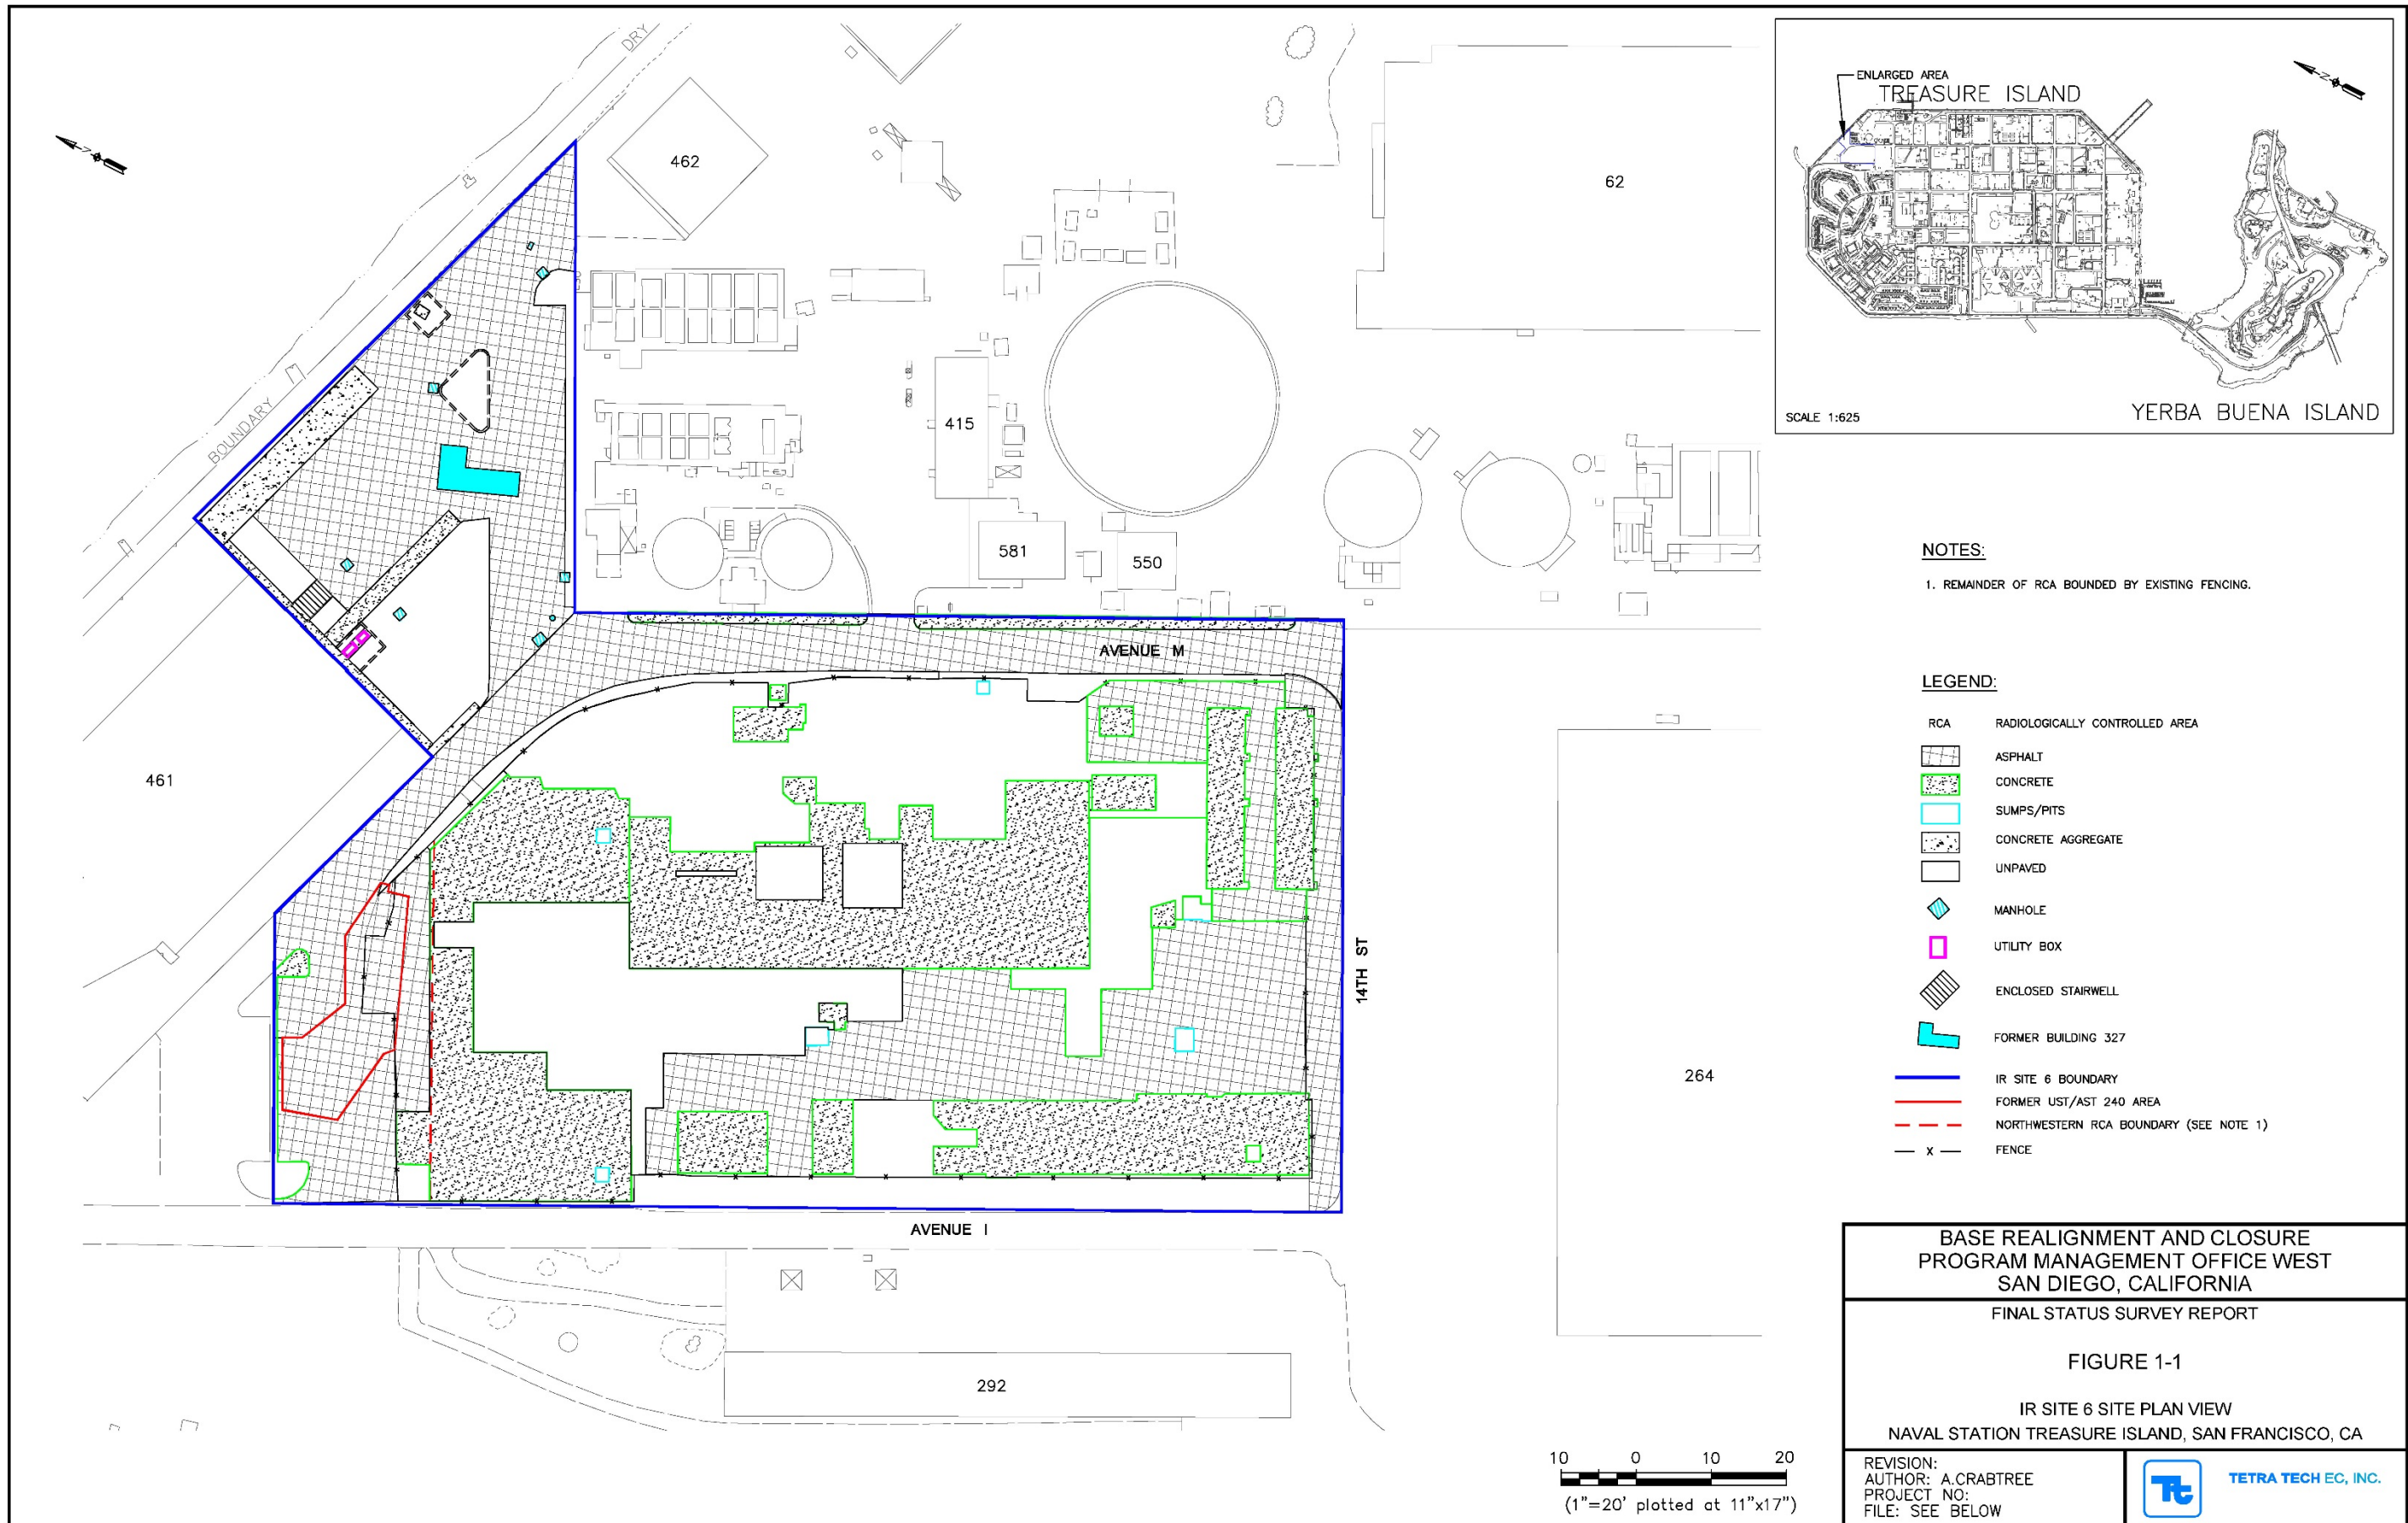 DRY
BOUNDARY
N
462
62
415
581
550
461
AVENUE M
14TH ST
264
AVENUE I
292
ENLARGED AREA
TREASURE ISLAND
N
SCALE 1:625
YERBA BUENA ISLAND
NOTES:
1. REMAINDER OF RCA BOUNDED BY EXISTING FENCING.
LEGEND:
RCA RADIOLOGICALLY CONTROLLED AREA
ASPHALT
CONCRETE
SUMPS/PITS
CONCRETE AGGREGATE
UNPAVED
MANHOLE
UTILITY BOX
ENCLOSED STAIRWELL
FORMER BUILDING 327
IR SITE 6 BOUNDARY
FORMER UST/AST 240 AREA
NORTHWESTERN RCA BOUNDARY (SEE NOTE 1)
X FENCE
10 0 10 20
(1"=20' plotted at 11"x17")
BASE REALIGNMENT AND CLOSURE
PROGRAM MANAGEMENT OFFICE WEST
SAN DIEGO, CALIFORNIA
FINAL STATUS SURVEY REPORT
FIGURE 1-1
IR SITE 6 SITE PLAN VIEW
NAVAL STATION TREASURE ISLAND, SAN FRANCISCO, CA
REVISION:
AUTHOR: A.CRABTREE
PROJECT NO:
FILE: SEE BELOW
Tt
TETRA TECH EC, INC.